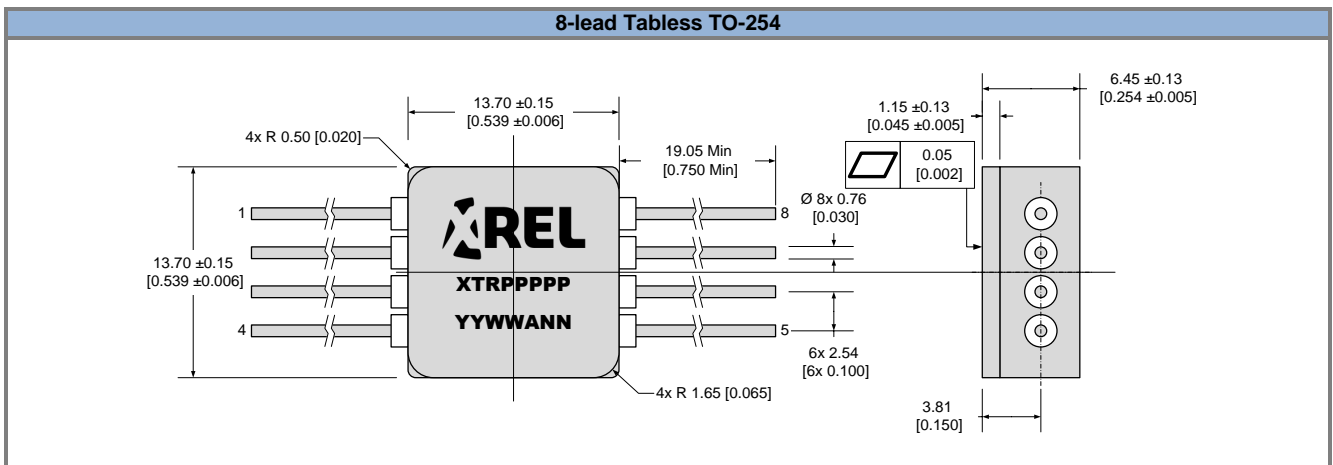 8-lead Tabless TO-254
13.70 ±0.15
[0.539 ±0.006]
4x R 0.50 [0.020]
19.05 Min
[0.750 Min]
1.15 ±0.13
[0.045 ±0.005]
6.45 ±0.13
[0.254 ±0.005]
0.05
[0.002]
Ø 8x 0.76
[0.030]
1
8
XREL
13.70 ±0.15
[0.539 ±0.006]
XTRPPPPP
YYWWANN
4
5
6x 2.54
[6x 0.100]
4x R 1.65 [0.065]
3.81
[0.150]